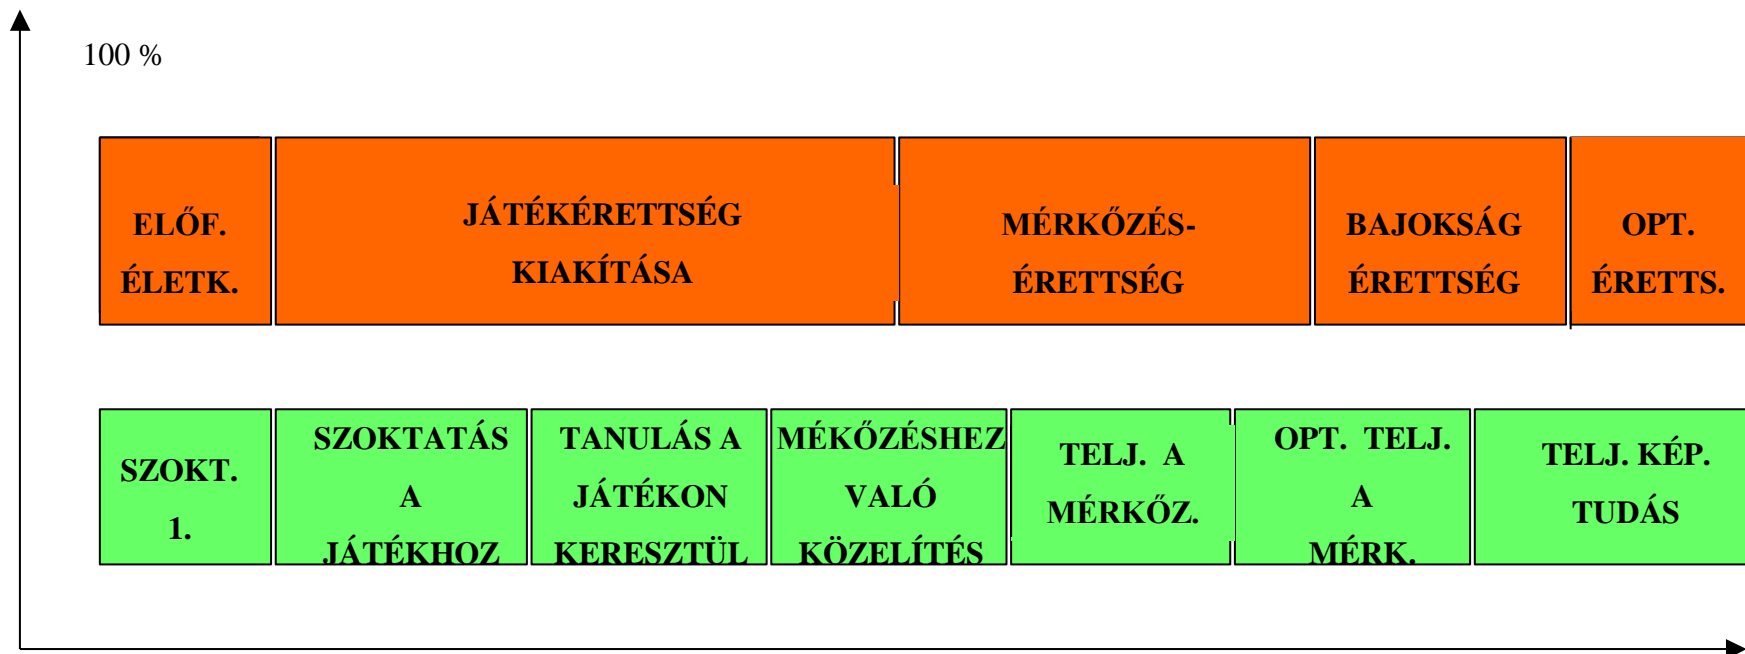 100 %
ELŐF.
ÉLETK.
JÁTÉKÉRETTSÉG
KIAKÍTÁSA
MÉRKŐZÉS-
ÉRETTSÉG
BAJOKSÁG
ÉRETTSÉG
OPT.
ÉRETTS.
SZOKT.
1.
SZOKTATÁS
A
JÁTÉKHOZ
TANULÁS A
JÁTÉKON
KERESZTÜL
MÉKŐZÉSHEZ
VALÓ
KÖZELÍTÉS
TELJ. A
MÉRKŐZ.
OPT. TELJ.
A
MÉRK.
TELJ. KÉP.
TUDÁS